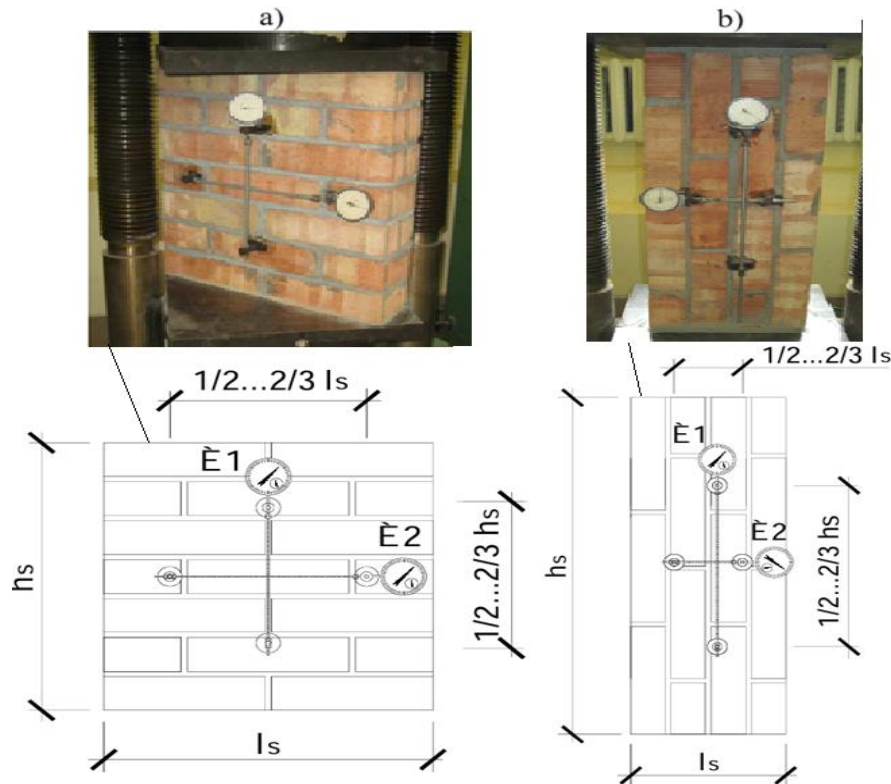 a)
b)
1/2...2/3 ls
È1
È2
hs
1/2...2/3 hs
ls
1/2...2/3 ls
È1
È2
hs
1/2...2/3 hs
ls